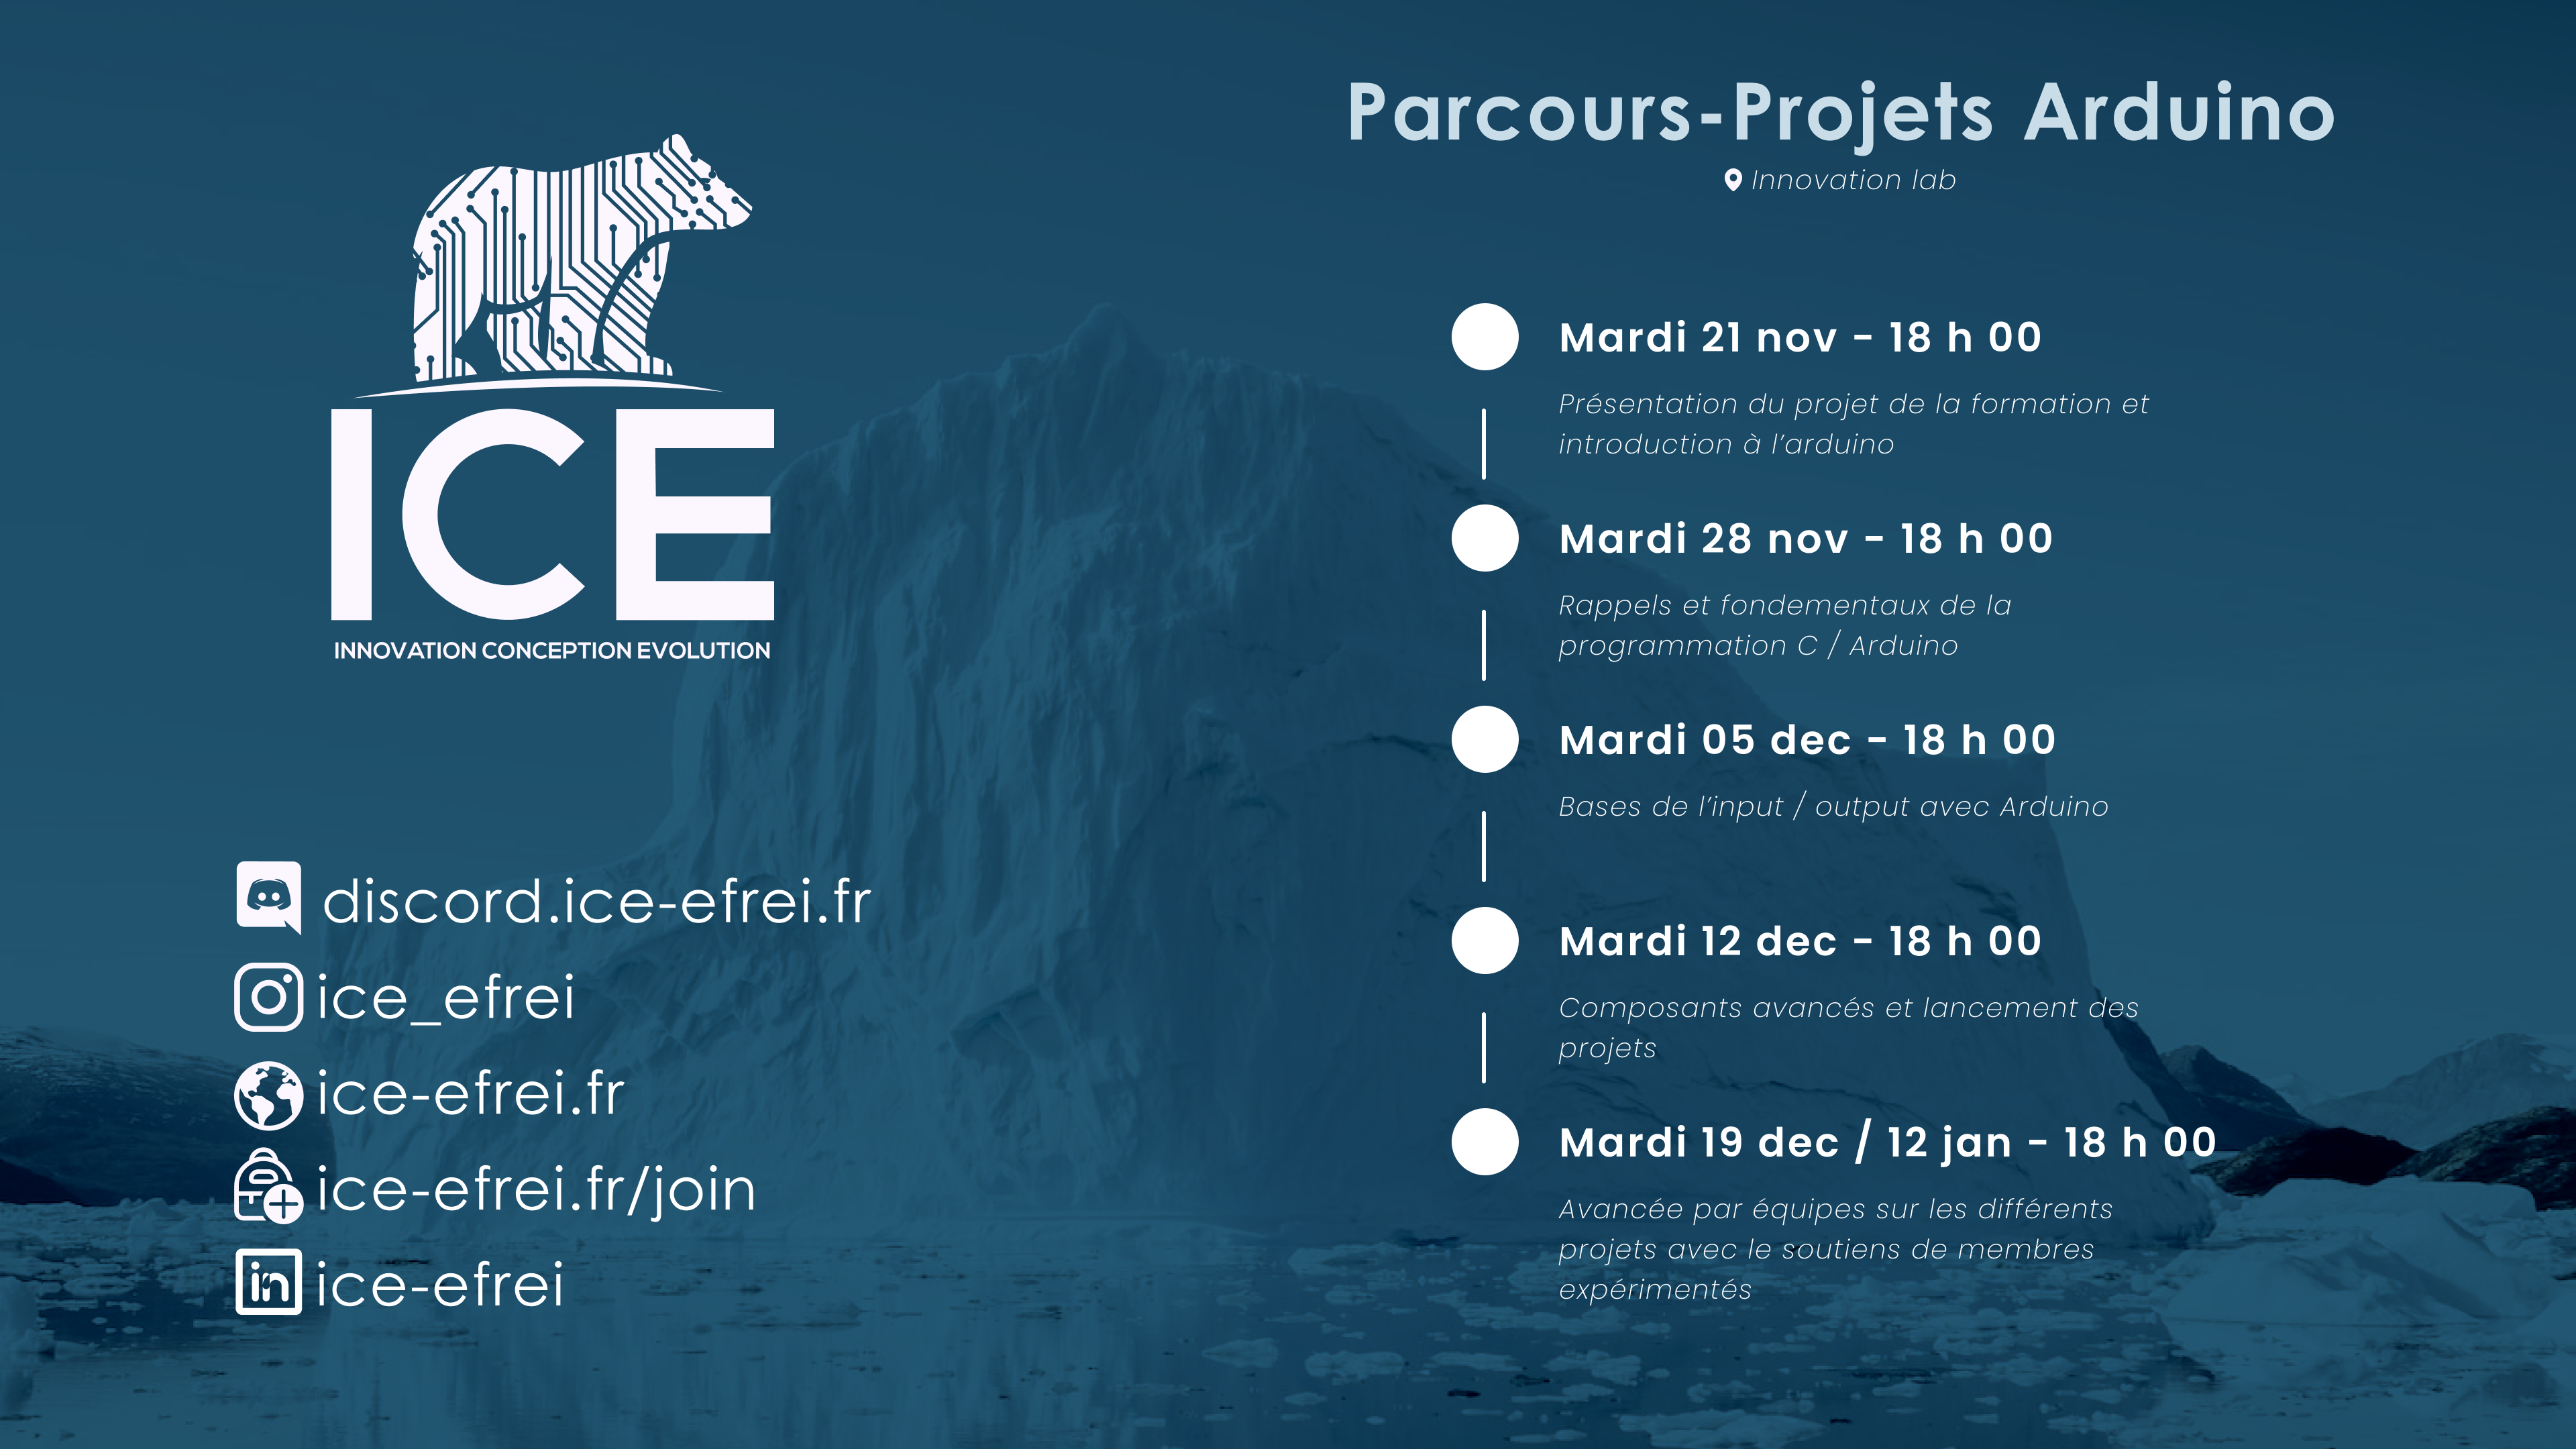 ICE
INNOVATION CONCEPTION EVOLUTION
discord.ice-efrei.fr
ice_efrei
ice-efrei.fr
ice-efrei.fr/join
in ice-efrei
Parcours-Projets Arduino
Innovation lab
Mardi 21 nov - 18 h 00
Présentation du projet de la formation et
introduction à l’arduino
Mardi 28 nov - 18 h 00
Rappels et fondementaux de la
programmation C / Arduino
Mardi 05 dec - 18 h 00
Bases de l’input / output avec Arduino
Mardi 12 dec - 18 h 00
Composants avancés et lancement des
projets
Mardi 19 dec / 12 jan - 18 h 00
Avancée par équipes sur les différents
projets avec le soutiens de membres
expérimentés